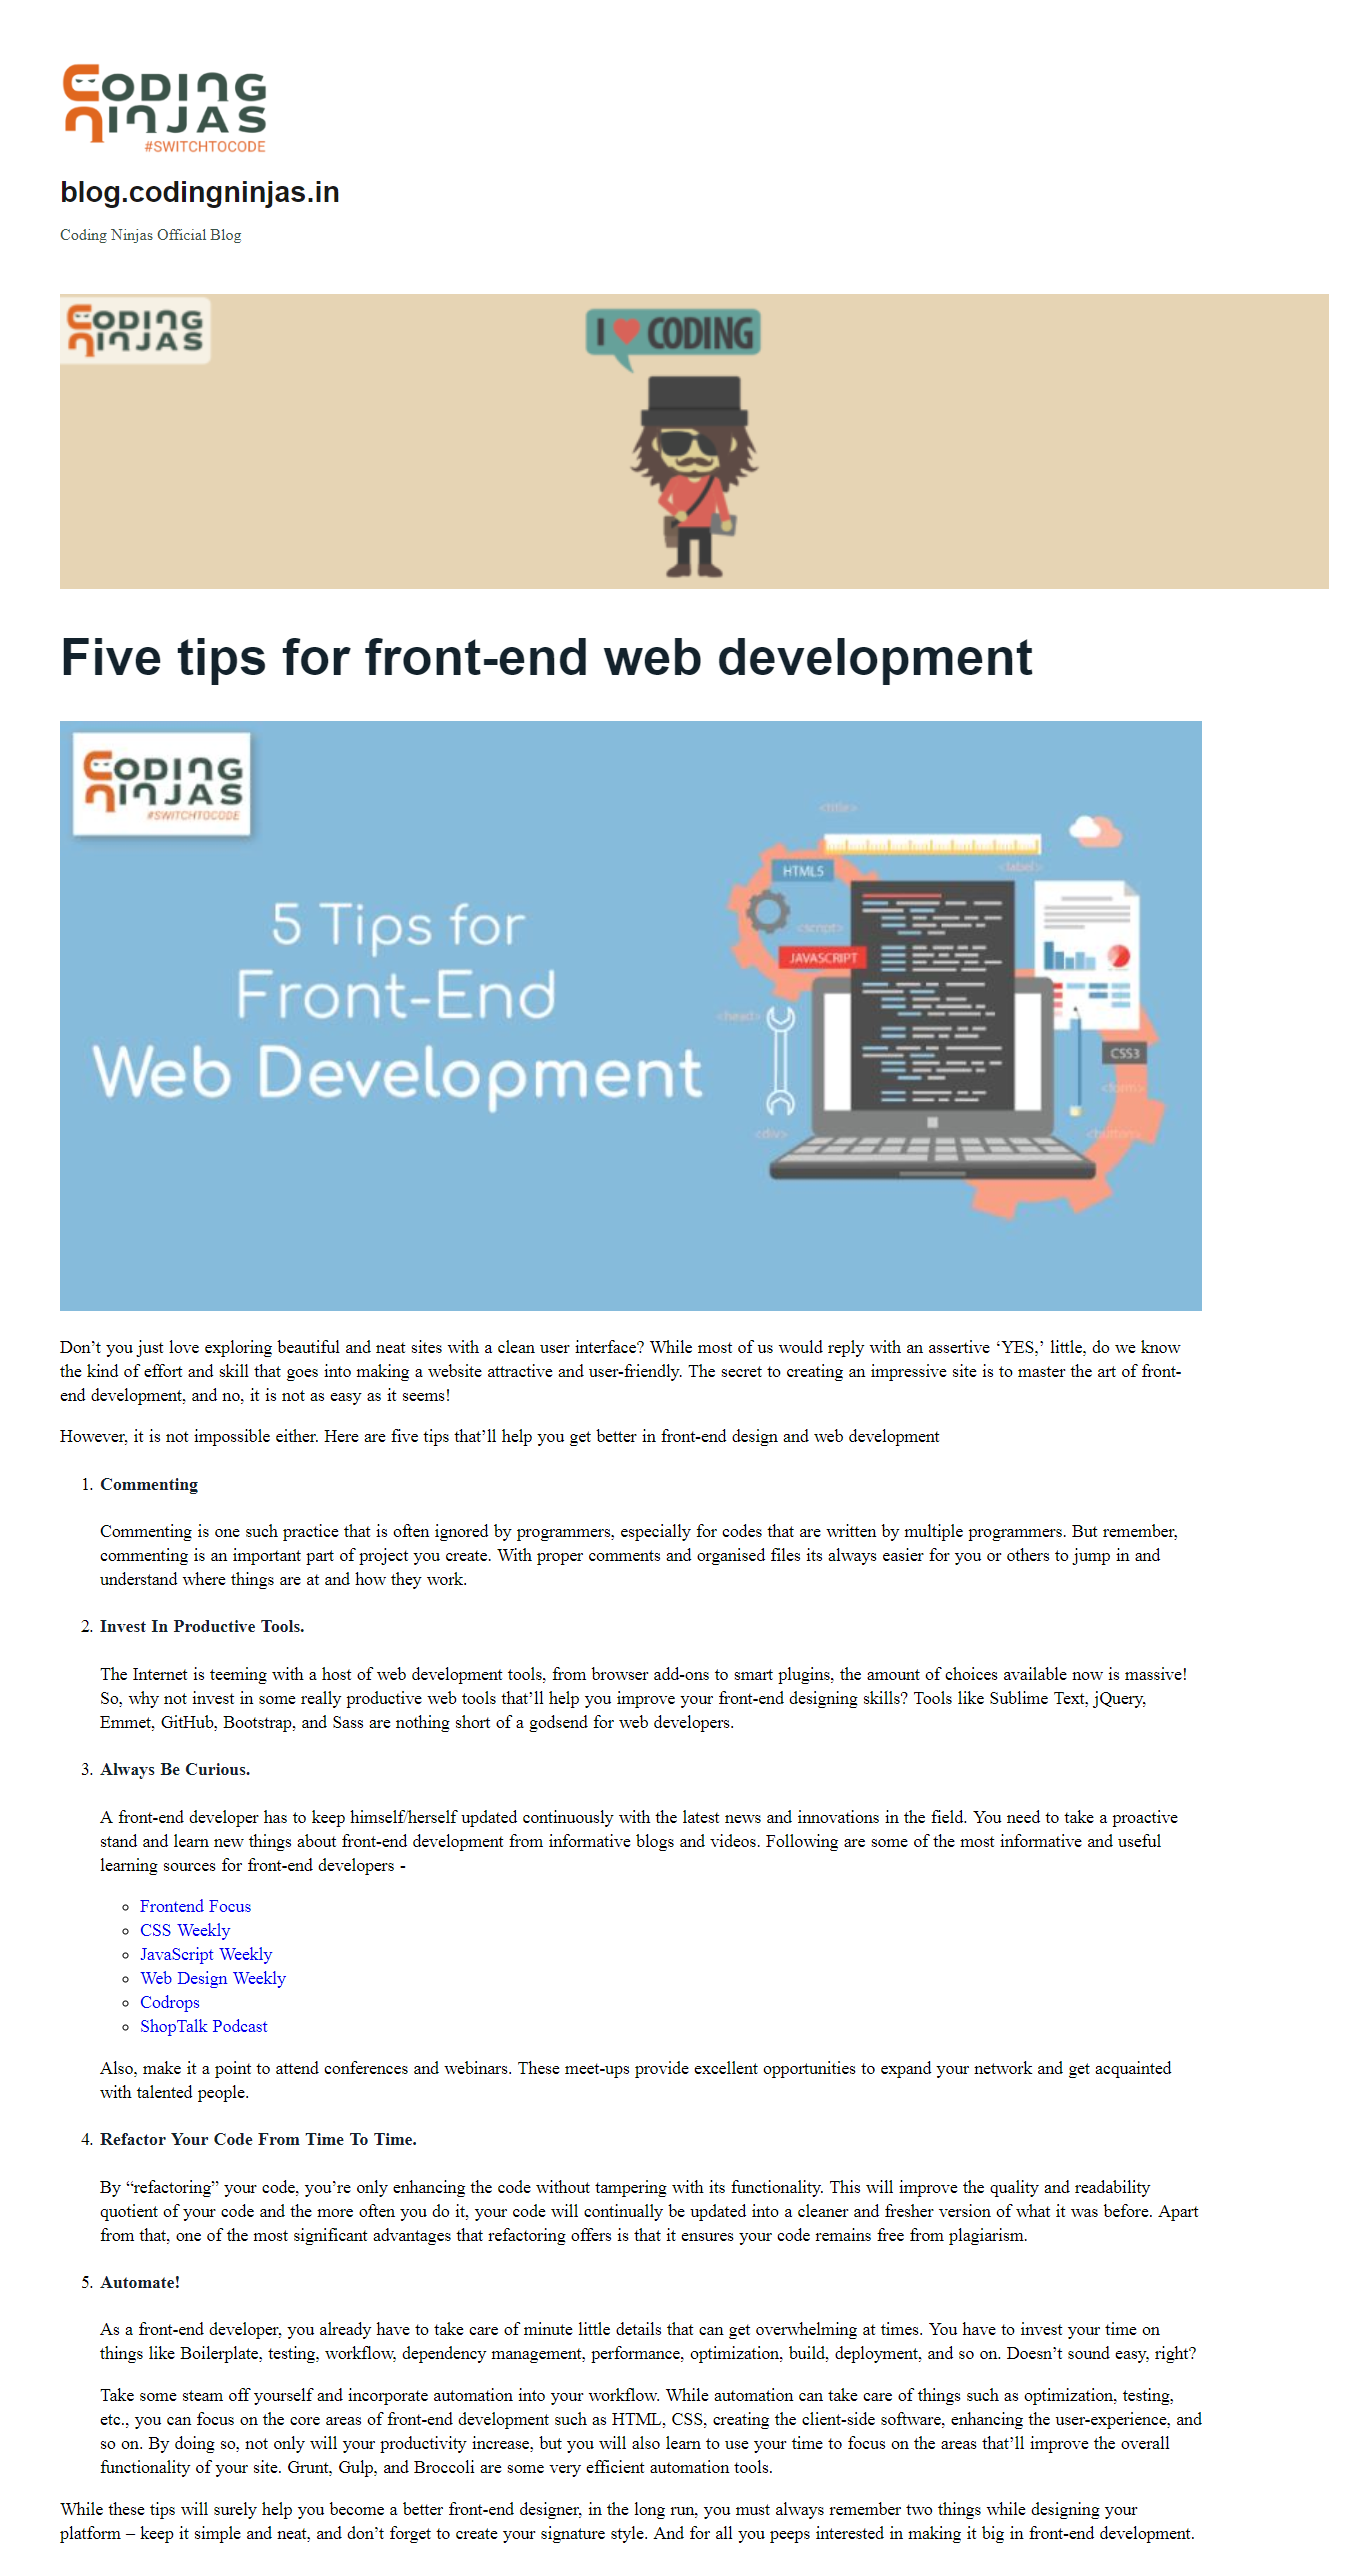 CODING
NINJAS
#SWITCHTOCODE
blog.codingninjas.in
Coding Ninjas Official Blog
CODING
NINJAS
I CODING
Five tips for front-end web development
CODING
NINJAS
#SWITCHTOCODE
<title>
<label>
HTML5
5 Tips for
<script>
JAVASCRIPT
Front-End
<head>
CSS3
Web Development
<form>
<div>
<button>
Don’t you just love exploring beautiful and neat sites with a clean user interface? While most of us would reply with an assertive ‘YES,’ little, do we know
the kind of effort and skill that goes into making a website attractive and user-friendly. The secret to creating an impressive site is to master the art of front-
end development, and no, it is not as easy as it seems!
However, it is not impossible either. Here are five tips that’ll help you get better in front-end design and web development
1. Commenting
Commenting is one such practice that is often ignored by programmers, especially for codes that are written by multiple programmers. But remember,
commenting is an important part of project you create. With proper comments and organised files its always easier for you or others to jump in and
understand where things are at and how they work.
2. Invest In Productive Tools.
The Internet is teeming with a host of web development tools, from browser add-ons to smart plugins, the amount of choices available now is massive!
So, why not invest in some really productive web tools that’ll help you improve your front-end designing skills? Tools like Sublime Text, jQuery,
Emmet, GitHub, Bootstrap, and Sass are nothing short of a godsend for web developers.
3. Always Be Curious.
A front-end developer has to keep himself/herself updated continuously with the latest news and innovations in the field. You need to take a proactive
stand and learn new things about front-end development from informative blogs and videos. Following are some of the most informative and useful
learning sources for front-end developers -
Frontend Focus
CSS Weekly
JavaScript Weekly
Web Design Weekly
Codrops
ShopTalk Podcast
Also, make it a point to attend conferences and webinars. These meet-ups provide excellent opportunities to expand your network and get acquainted
with talented people.
4. Refactor Your Code From Time To Time.
By “refactoring” your code, you’re only enhancing the code without tampering with its functionality. This will improve the quality and readability
quotient of your code and the more often you do it, your code will continually be updated into a cleaner and fresher version of what it was before. Apart
from that, one of the most significant advantages that refactoring offers is that it ensures your code remains free from plagiarism.
5. Automate!
As a front-end developer, you already have to take care of minute little details that can get overwhelming at times. You have to invest your time on
things like Boilerplate, testing, workflow, dependency management, performance, optimization, build, deployment, and so on. Doesn’t sound easy, right?
Take some steam off yourself and incorporate automation into your workflow. While automation can take care of things such as optimization, testing,
etc., you can focus on the core areas of front-end development such as HTML, CSS, creating the client-side software, enhancing the user-experience, and
so on. By doing so, not only will your productivity increase, but you will also learn to use your time to focus on the areas that’ll improve the overall
functionality of your site. Grunt, Gulp, and Broccoli are some very efficient automation tools.
While these tips will surely help you become a better front-end designer, in the long run, you must always remember two things while designing your
platform – keep it simple and neat, and don’t forget to create your signature style. And for all you peeps interested in making it big in front-end development.